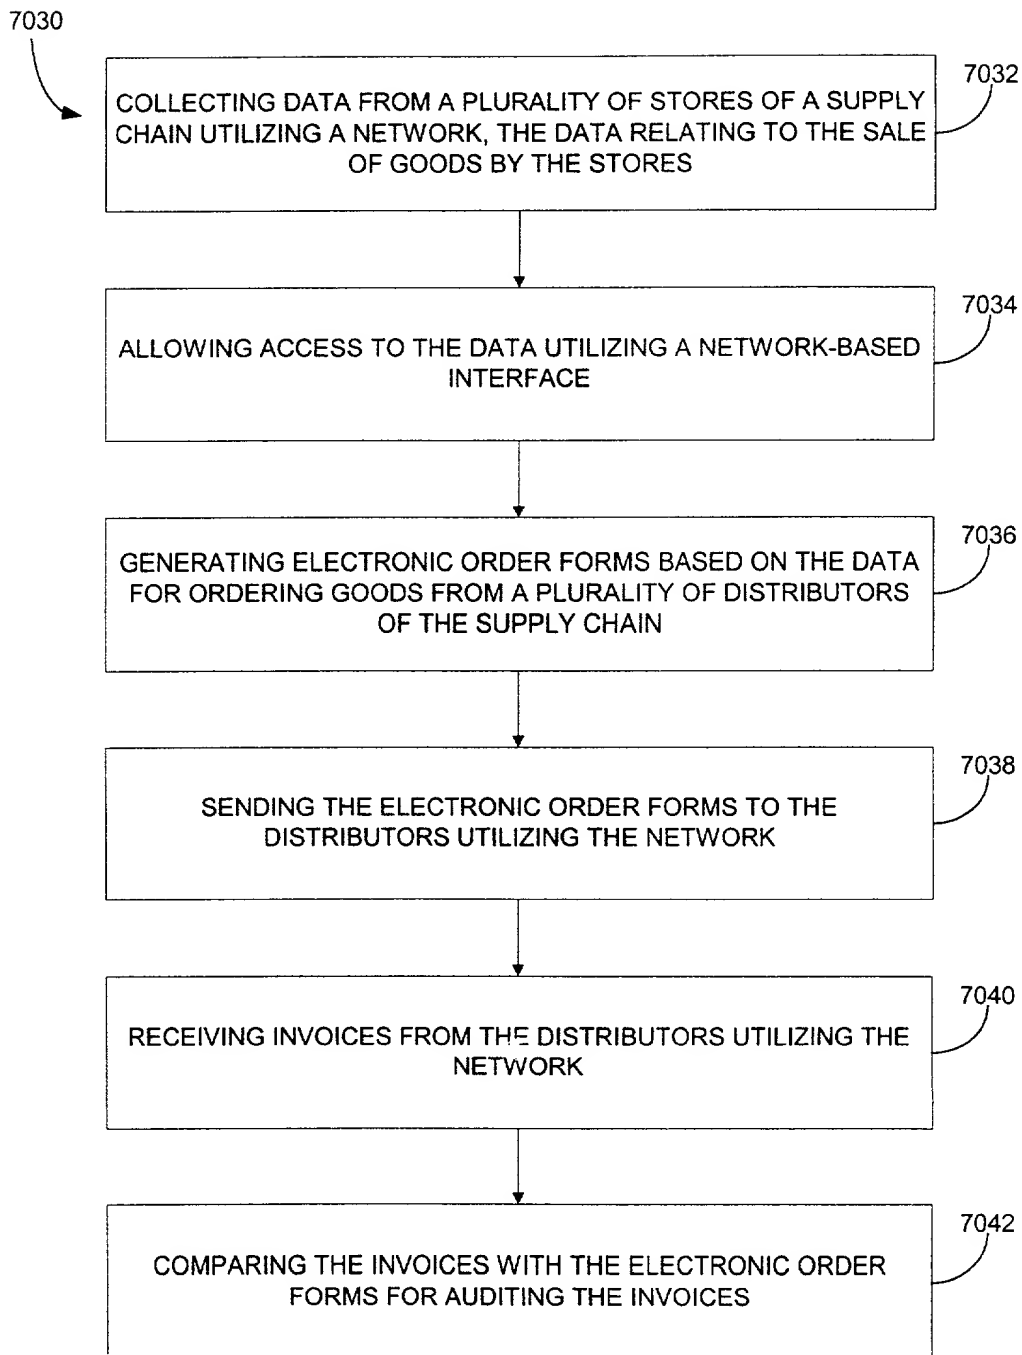 7030
7032
COLLECTING DATA FROM A PLURALITY OF STORES OF A SUPPLY
CHAIN UTILIZING A NETWORK, THE DATA RELATING TO THE SALE
OF GOODS BY THE STORES
7034
ALLOWING ACCESS TO THE DATA UTILIZING A NETWORK-BASED
INTERFACE
7036
GENERATING ELECTRONIC ORDER FORMS BASED ON THE DATA
FOR ORDERING GOODS FROM A PLURALITY OF DISTRIBUTORS
OF THE SUPPLY CHAIN
7038
SENDING THE ELECTRONIC ORDER FORMS TO THE
DISTRIBUTORS UTILIZING THE NETWORK
7040
RECEIVING INVOICES FROM THE DISTRIBUTORS UTILIZING THE
NETWORK
7042
COMPARING THE INVOICES WITH THE ELECTRONIC ORDER
FORMS FOR AUDITING THE INVOICES